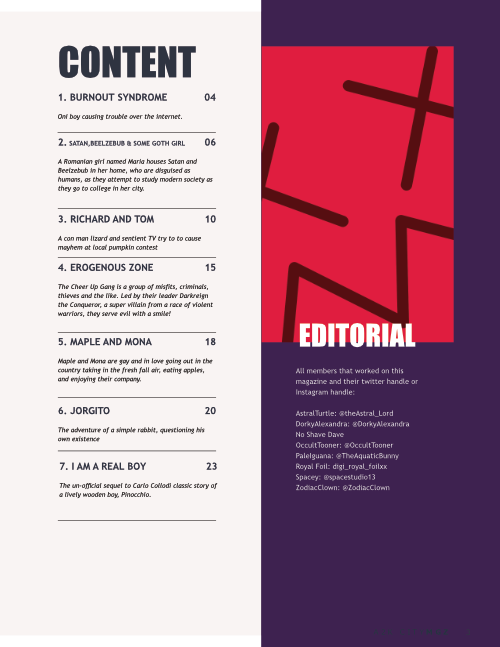 CONTENT
1. BURNOUT SYNDROME 04
Oni boy causing trouble over the internet.
2. SATAN,BEELZEBUB & SOME GOTH GIRL 06
A Romanian girl named Maria houses Satan and
Beelzebub in her home, who are disguised as
humans, as they attempt to study modern society as
they go to college in her city.
3. RICHARD AND TOM 10
A con man lizard and sentient TV try to to cause
mayhem at local pumpkin contest
4. EROGENOUS ZONE 15
The Cheer Up Gang is a group of misfits, criminals,
thieves and the like. Led by their leader Darkreign
the Conqueror, a super villain from a race of violent
warriors, they serve evil with a smile!
5. MAPLE AND MONA 18
Maple and Mona are gay and in love going out in the
country taking in the fresh fall air, eating apples,
and enjoying their company.
6. JORGITO 20
The adventure of a simple rabbit, questioning his
own existence
7. I AM A REAL BOY 23
The un-official sequel to Carlo Collodi classic story of
a lively wooden boy, Pinocchio.
EDITORIAL
All members that worked on this
magazine and their twitter handle or
Instagram handle:
AstralTurtle: @theAstral_Lord
DorkyAlexandra: @DorkyAlexandra
No Shave Dave
OccultTooner: @OccultTooner
PaleIguana: @TheAquaticBunny
Royal Foil: digi_royal_foilxx
Spacey: @spacestudio13
ZodiacClown: @ZodiacClown